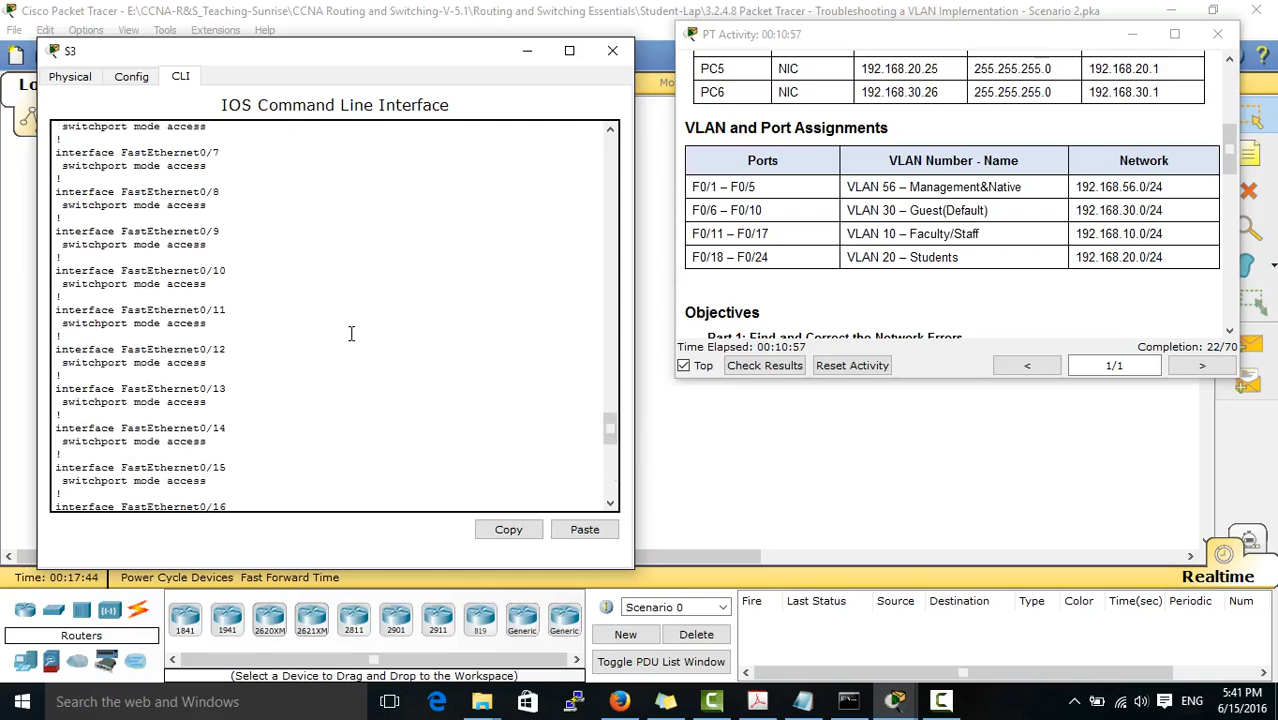 Cisco Packet Tracer - E:\CCNA-R&S_Teaching-Sunrise\CCNA Routing and Switching-V-5.1\Routing and Switching Essentials\Student-Lap\3.2.4.8 Packet Tracer - Troubleshooting a VLAN Implementation - Scenario 2.pka
File Edit Options View Tools Extensions Help
S3
Physical Config CLI
IOS Command Line Interface
switchport mode access
!
interface FastEthernet0/7
switchport mode access
!
interface FastEthernet0/8
switchport mode access
!
interface FastEthernet0/9
switchport mode access
!
interface FastEthernet0/10
switchport mode access
!
interface FastEthernet0/11
switchport mode access
!
interface FastEthernet0/12
switchport mode access
!
interface FastEthernet0/13
switchport mode access
!
interface FastEthernet0/14
switchport mode access
!
interface FastEthernet0/15
switchport mode access
!
interface FastEthernet0/16
Copy Paste
PT Activity: 00:10:57
PC5 NIC 192.168.20.25 255.255.255.0 192.168.20.1
PC6 NIC 192.168.30.26 255.255.255.0 192.168.30.1
VLAN and Port Assignments
Ports VLAN Number - Name Network
F0/1 – F0/5 VLAN 56 – Management&Native 192.168.56.0/24
F0/6 – F0/10 VLAN 30 – Guest(Default) 192.168.30.0/24
F0/11 – F0/17 VLAN 10 – Faculty/Staff 192.168.10.0/24
F0/18 – F0/24 VLAN 20 – Students 192.168.20.0/24
Objectives
Part 1: Find and Correct the Network Errors
Time Elapsed: 00:10:57 Completion: 22/70
Top Check Results Reset Activity < 1/1 >
Time: 00:17:44 Power Cycle Devices Fast Forward Time
Realtime
Routers
1841 1941 2620XM 2621XM 2811 2901 2911 819 Generic Generic
(Select a Device to Drag and Drop to the Workspace)
Scenario 0
New Delete
Toggle PDU List Window
Fire Last Status Source Destination Type Color Time(sec) Periodic Num
Search the web and Windows
ENG
5:41 PM
6/15/2016